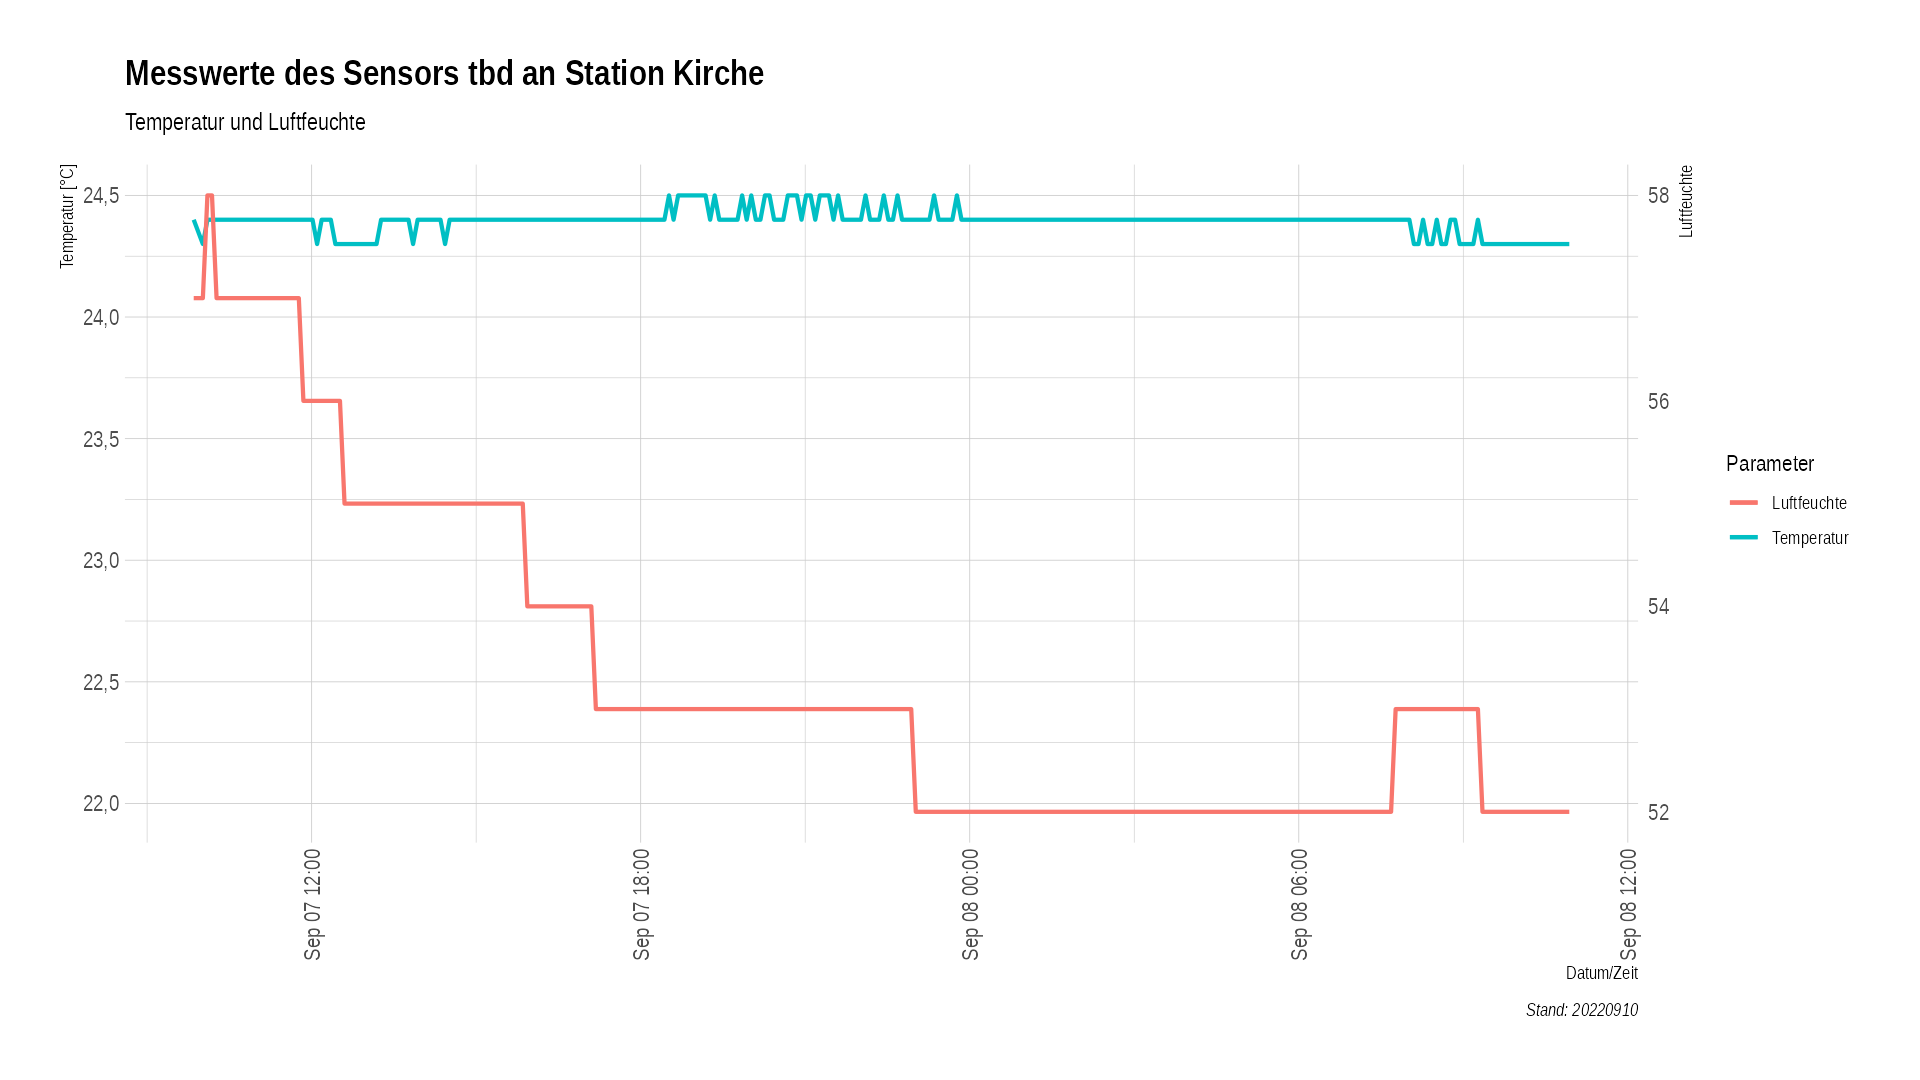 Messwerte des Sensors tbd an Station Kirche
Temperatur und Luftfeuchte
Temperatur [°C]
24,5
24,0
23,5
23,0
22,5
22,0
58
56
54
52
Luftfeuchte
Sep 07 12:00
Sep 07 18:00
Sep 08 00:00
Sep 08 06:00
Sep 08 12:00
Datum/Zeit
Parameter
Luftfeuchte
Temperatur
Stand: 20220910